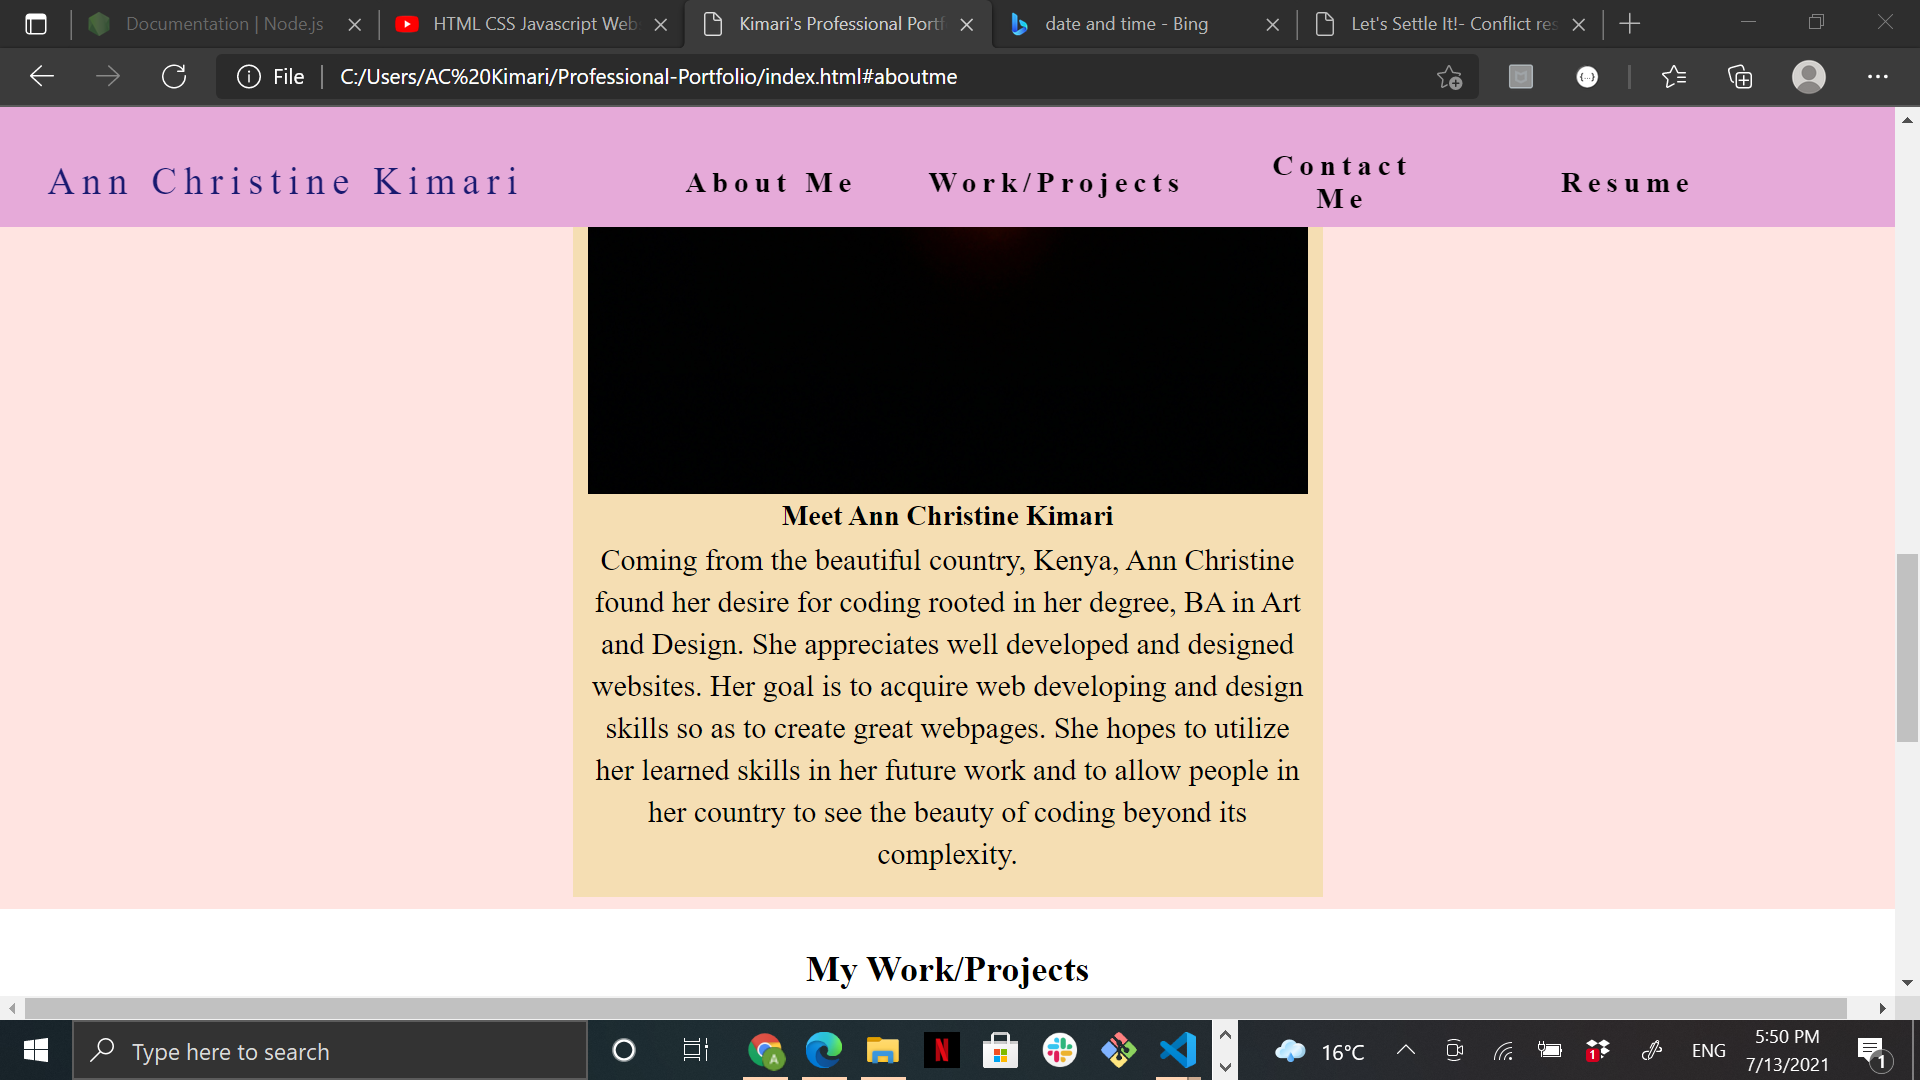 Documentation | Node.js
HTML CSS Javascript Web
Kimari's Professional Portf
date and time - Bing
Let's Settle It!- Conflict res
File
C:/Users/AC%20Kimari/Professional-Portfolio/index.html#aboutme
Ann Christine Kimari
About Me
Work/Projects
Contact
Me
Resume
Meet Ann Christine Kimari
Coming from the beautiful country, Kenya, Ann Christine
found her desire for coding rooted in her degree, BA in Art
and Design. She appreciates well developed and designed
websites. Her goal is to acquire web developing and design
skills so as to create great webpages. She hopes to utilize
her learned skills in her future work and to allow people in
her country to see the beauty of coding beyond its
complexity.
My Work/Projects
Type here to search
A
N
16°C
1
ENG
5:50 PM
7/13/2021
1